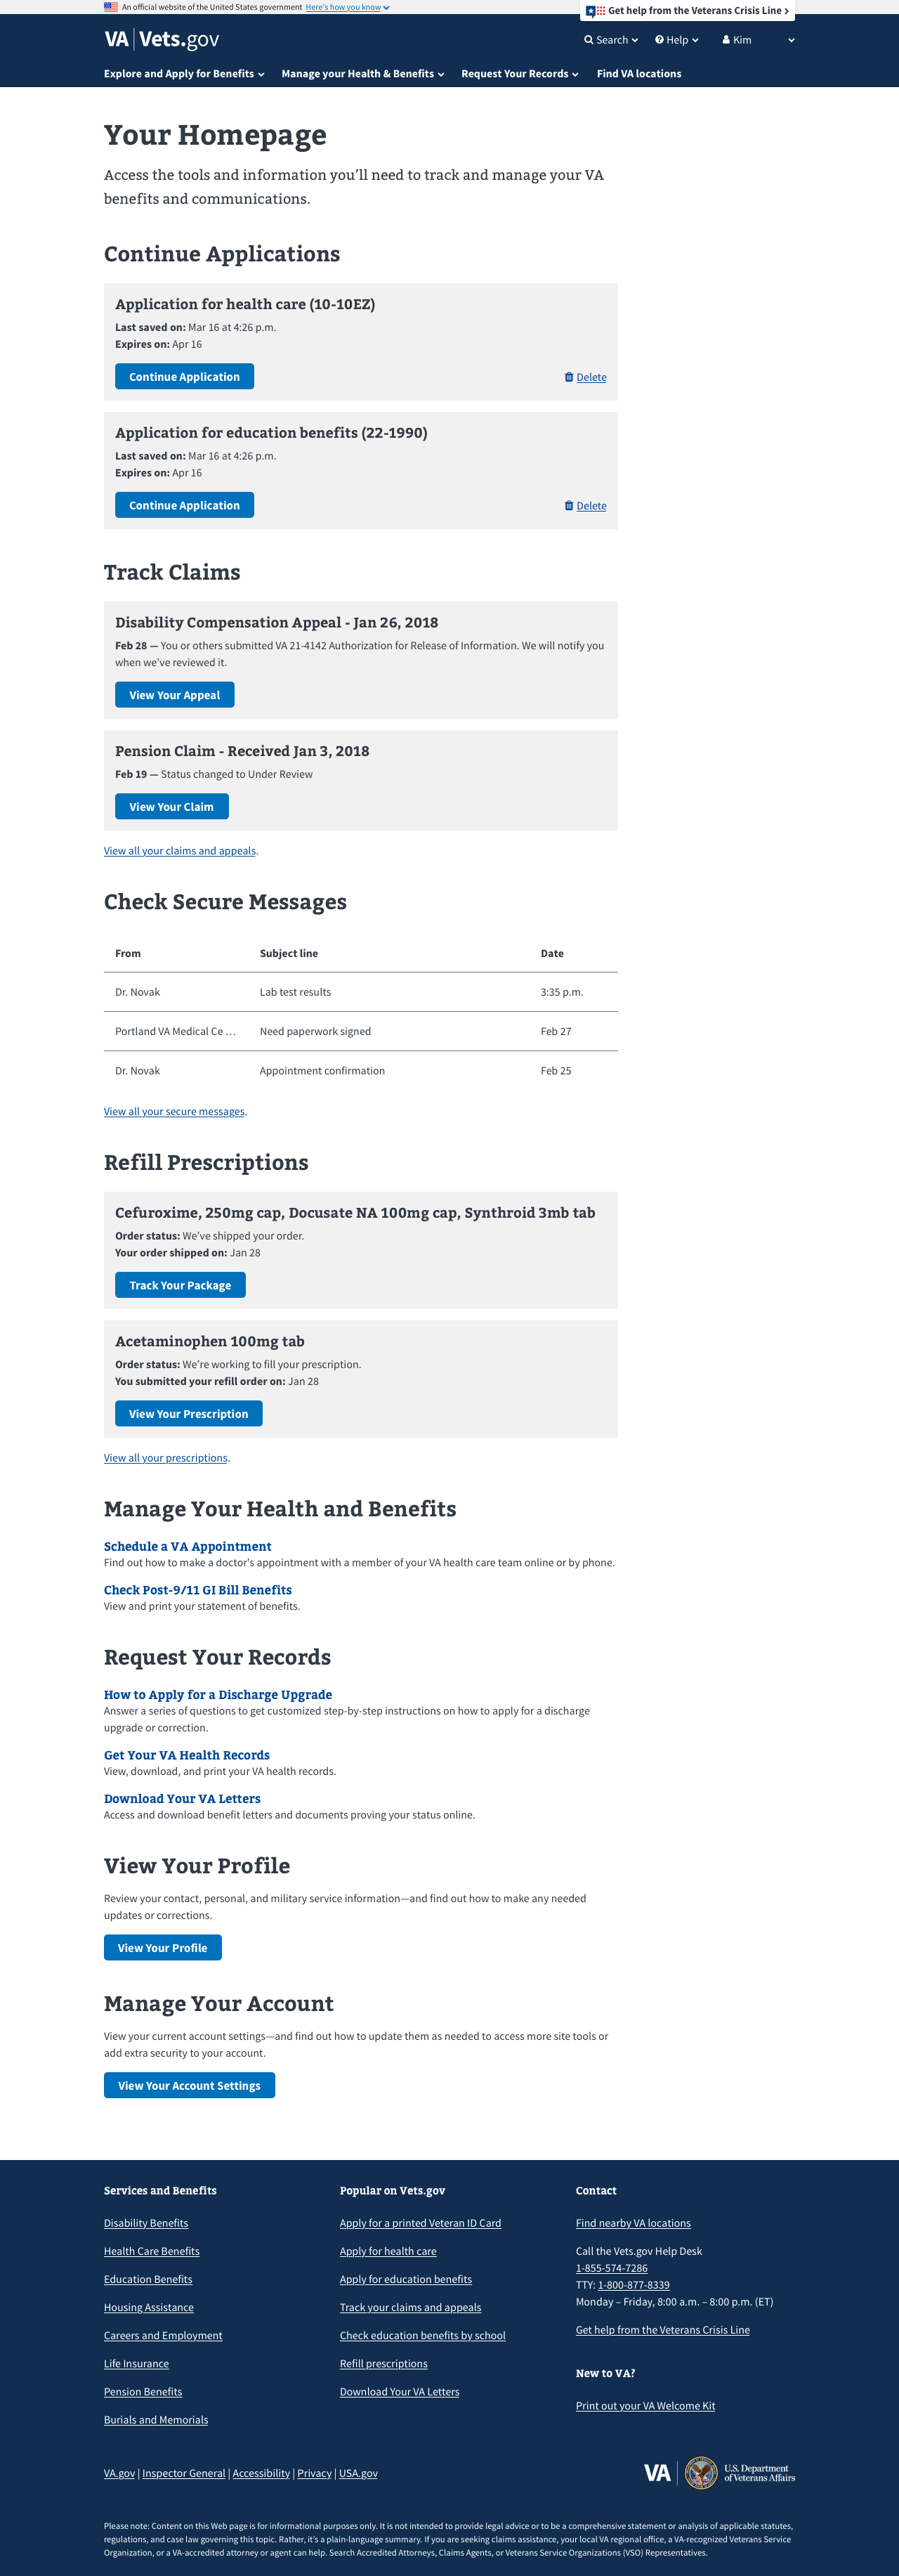 An official website of the United States government Here's how you know
Get help from the Veterans Crisis Line
VA | Vets.gov
Search Help Kim
Explore and Apply for Benefits Manage your Health & Benefits Request Your Records Find VA locations
Your Homepage
Access the tools and information you’ll need to track and manage your VA
benefits and communications.
Continue Applications
Application for health care (10-10EZ)
Last saved on: Mar 16 at 4:26 p.m.
Expires on: Apr 16
Continue Application Delete
Application for education benefits (22-1990)
Last saved on: Mar 16 at 4:26 p.m.
Expires on: Apr 16
Continue Application Delete
Track Claims
Disability Compensation Appeal - Jan 26, 2018
Feb 28 — You or others submitted VA 21-4142 Authorization for Release of Information. We will notify you
when we’ve reviewed it.
View Your Appeal
Pension Claim - Received Jan 3, 2018
Feb 19 — Status changed to Under Review
View Your Claim
View all your claims and appeals.
Check Secure Messages
From Subject line Date
Dr. Novak Lab test results 3:35 p.m.
Portland VA Medical Ce … Need paperwork signed Feb 27
Dr. Novak Appointment confirmation Feb 25
View all your secure messages.
Refill Prescriptions
Cefuroxime, 250mg cap, Docusate NA 100mg cap, Synthroid 3mb tab
Order status: We’ve shipped your order.
Your order shipped on: Jan 28
Track Your Package
Acetaminophen 100mg tab
Order status: We’re working to fill your prescription.
You submitted your refill order on: Jan 28
View Your Prescription
View all your prescriptions.
Manage Your Health and Benefits
Schedule a VA Appointment
Find out how to make a doctor's appointment with a member of your VA health care team online or by phone.
Check Post-9/11 GI Bill Benefits
View and print your statement of benefits.
Request Your Records
How to Apply for a Discharge Upgrade
Answer a series of questions to get customized step-by-step instructions on how to apply for a discharge
upgrade or correction.
Get Your VA Health Records
View, download, and print your VA health records.
Download Your VA Letters
Access and download benefit letters and documents proving your status online.
View Your Profile
Review your contact, personal, and military service information—and find out how to make any needed
updates or corrections.
View Your Profile
Manage Your Account
View your current account settings—and find out how to update them as needed to access more site tools or
add extra security to your account.
View Your Account Settings
Services and Benefits
Disability Benefits
Health Care Benefits
Education Benefits
Housing Assistance
Careers and Employment
Life Insurance
Pension Benefits
Burials and Memorials
Popular on Vets.gov
Apply for a printed Veteran ID Card
Apply for health care
Apply for education benefits
Track your claims and appeals
Check education benefits by school
Refill prescriptions
Download Your VA Letters
Contact
Find nearby VA locations
Call the Vets.gov Help Desk
1-855-574-7286
TTY: 1-800-877-8339
Monday – Friday, 8:00 a.m. – 8:00 p.m. (ET)
Get help from the Veterans Crisis Line
New to VA?
Print out your VA Welcome Kit
VA.gov | Inspector General | Accessibility | Privacy | USA.gov
VA | U.S. Department
of Veterans Affairs
Please note: Content on this Web page is for informational purposes only. It is not intended to provide legal advice or to be a comprehensive statement or analysis of applicable statutes,
regulations, and case law governing this topic. Rather, it’s a plain-language summary. If you are seeking claims assistance, your local VA regional office, a VA-recognized Veterans Service
Organization, or a VA-accredited attorney or agent can help. Search Accredited Attorneys, Claims Agents, or Veterans Service Organizations (VSO) Representatives.